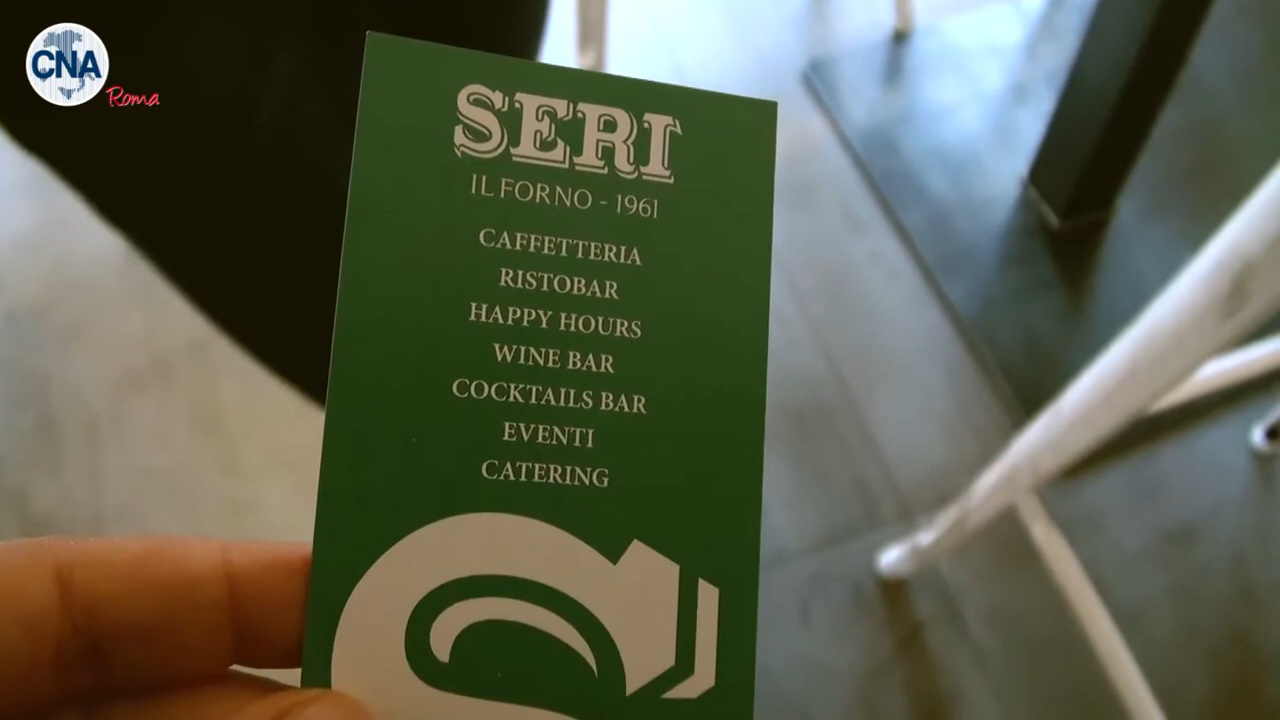 CNA
Roma
SERI
IL FORNO - 1961
CAFFETTERIA
RISTOBAR
HAPPY HOURS
WINE BAR
COCKTAILS BAR
EVENTI
CATERING